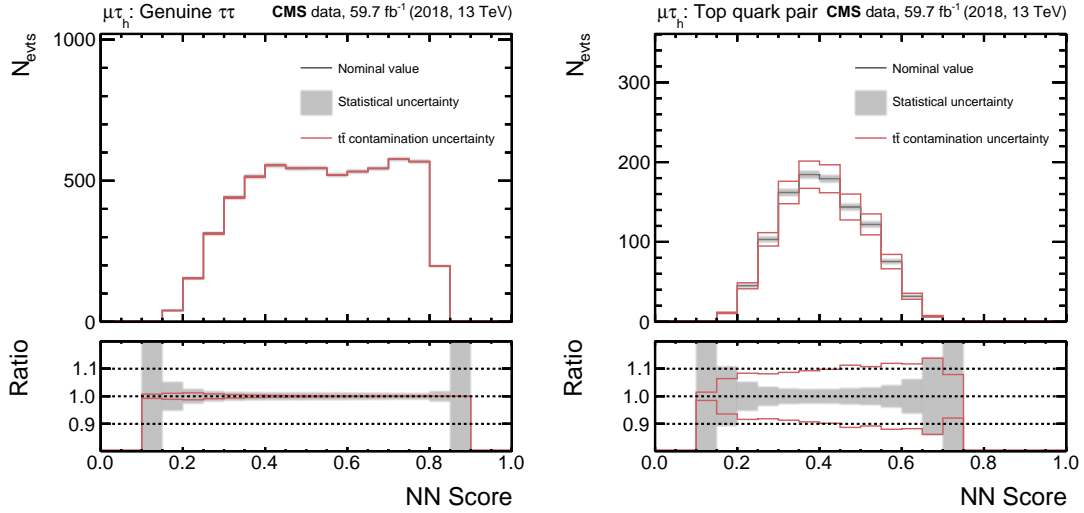 μτₕ: Genuine ττ CMS data, 59.7 fb⁻¹ (2018, 13 TeV)
N_evts
1000
500
0
Nominal value
Statistical uncertainty
tt̄ contamination uncertainty
Ratio
1.1
1.0
0.9
0.0 0.2 0.4 0.6 0.8 1.0
NN Score
μτₕ: Top quark pair CMS data, 59.7 fb⁻¹ (2018, 13 TeV)
N_evts
300
200
100
0
Nominal value
Statistical uncertainty
tt̄ contamination uncertainty
Ratio
1.1
1.0
0.9
0.0 0.2 0.4 0.6 0.8 1.0
NN Score